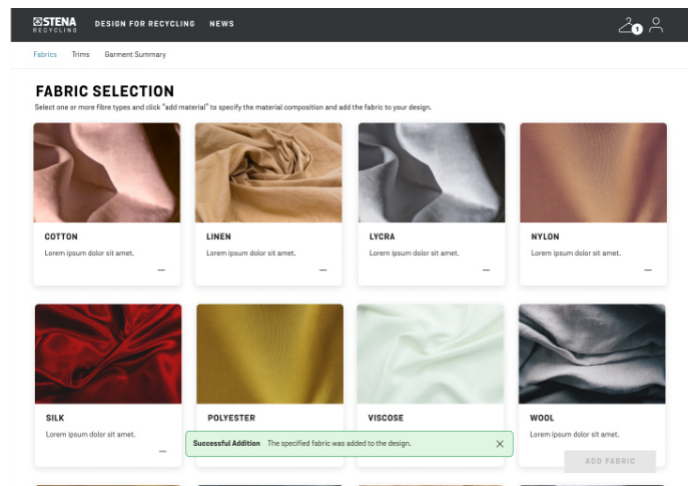 STENA
RECYCLING
DESIGN FOR RECYCLING NEWS
1
Fabrics Trims Garment Summary
FABRIC SELECTION
Select one or more fibre types and click "add material" to specify the material composition and add the fabric to your design.
COTTON LINEN LYCRA NYLON
Lorem ipsum dolor sit amet. Lorem ipsum dolor sit amet. Lorem ipsum dolor sit amet. Lorem ipsum dolor sit amet.
SILK POLYESTER VISCOSE WOOL
Lorem ipsum dolor sit amet. Lorem ipsum dolor sit amet.
Successful Addition The specified fabric was added to the design.
ADD FABRIC